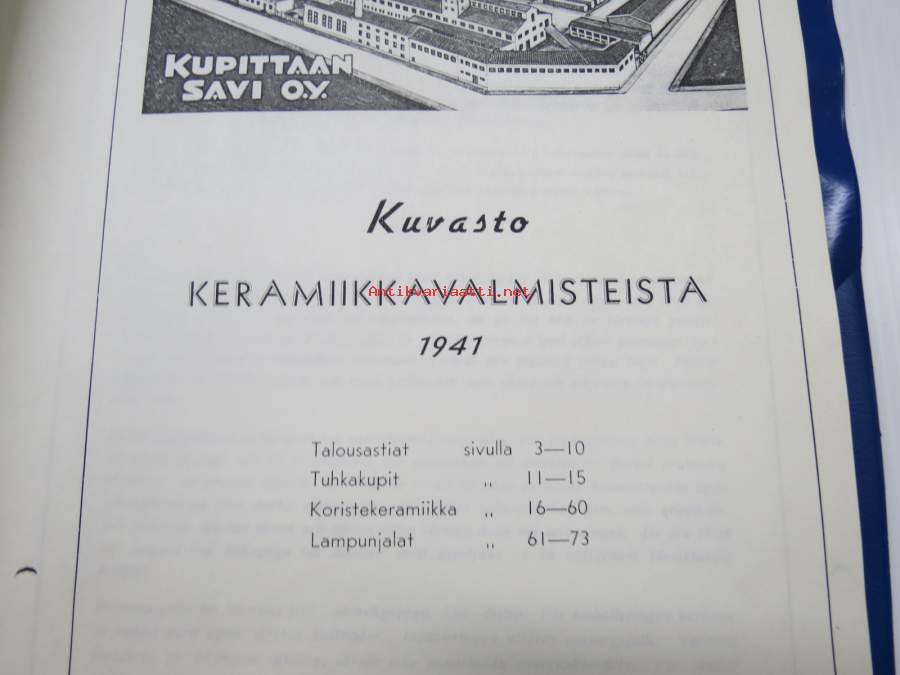 KUPITTAAN
SAVI O.Y.
Kuvasto
KERAMIIKKAVALMISTEISTA
Antikvariaatti.net
1941
Talousastiat sivulla 3—10
Tuhkakupit „ 11—15
Koristekeramiikka „ 16—60
Lampunjalat „ 61—73